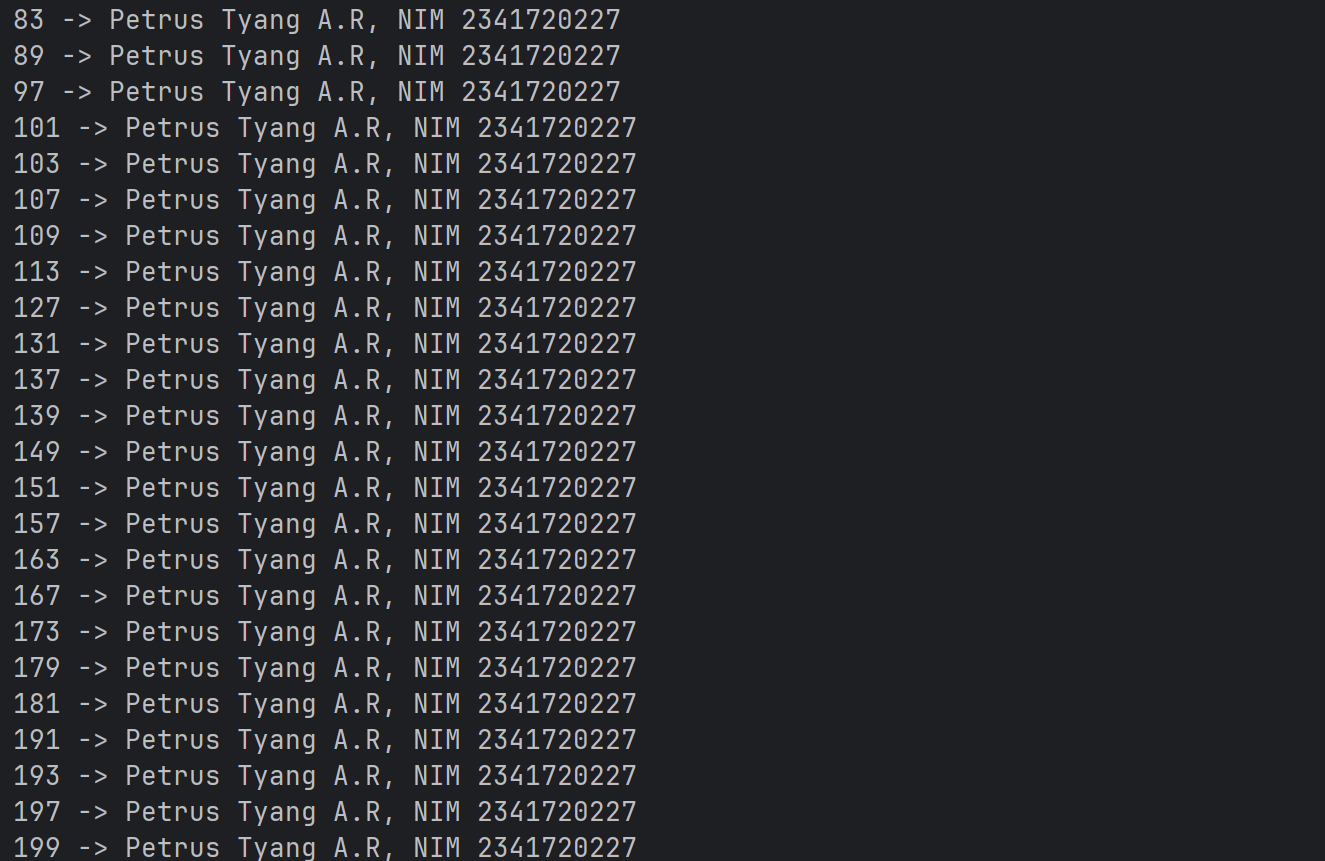 83 -> Petrus Tyang A.R, NIM 2341720227
89 -> Petrus Tyang A.R, NIM 2341720227
97 -> Petrus Tyang A.R, NIM 2341720227
101 -> Petrus Tyang A.R, NIM 2341720227
103 -> Petrus Tyang A.R, NIM 2341720227
107 -> Petrus Tyang A.R, NIM 2341720227
109 -> Petrus Tyang A.R, NIM 2341720227
113 -> Petrus Tyang A.R, NIM 2341720227
127 -> Petrus Tyang A.R, NIM 2341720227
131 -> Petrus Tyang A.R, NIM 2341720227
137 -> Petrus Tyang A.R, NIM 2341720227
139 -> Petrus Tyang A.R, NIM 2341720227
149 -> Petrus Tyang A.R, NIM 2341720227
151 -> Petrus Tyang A.R, NIM 2341720227
157 -> Petrus Tyang A.R, NIM 2341720227
163 -> Petrus Tyang A.R, NIM 2341720227
167 -> Petrus Tyang A.R, NIM 2341720227
173 -> Petrus Tyang A.R, NIM 2341720227
179 -> Petrus Tyang A.R, NIM 2341720227
181 -> Petrus Tyang A.R, NIM 2341720227
191 -> Petrus Tyang A.R, NIM 2341720227
193 -> Petrus Tyang A.R, NIM 2341720227
197 -> Petrus Tyang A.R, NIM 2341720227
199 -> Petrus Tyang A.R, NIM 2341720227